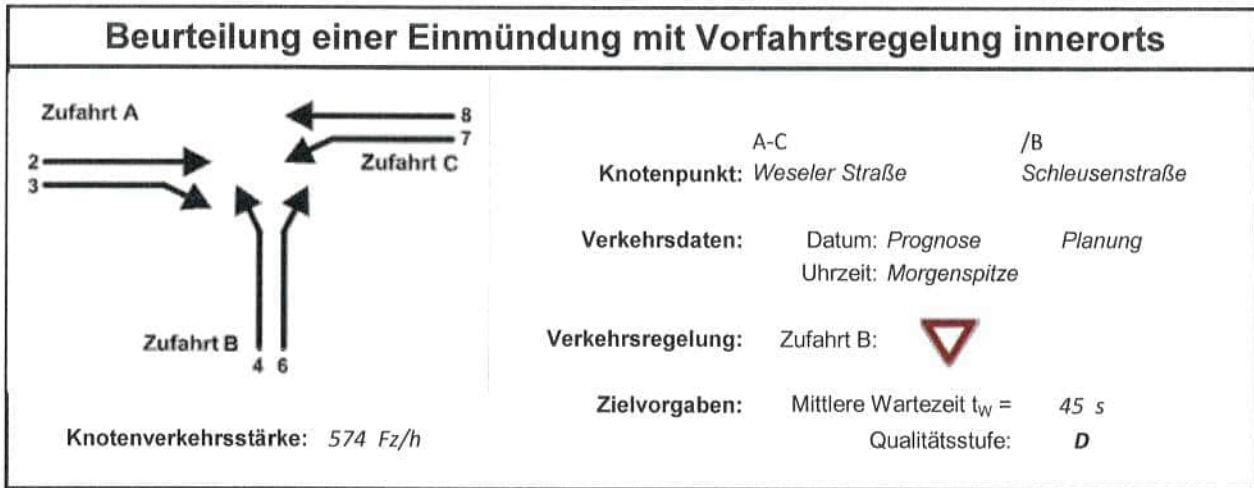 Beurteilung einer Einmündung mit Vorfahrtsregelung innerorts
Zufahrt A
8
7
2
Zufahrt C
3
Zufahrt B
4 6
Knotenverkehrsstärke: 574 Fz/h
A-C /B
Knotenpunkt: Weseler Straße Schleusenstraße
Verkehrsdaten: Datum: Prognose Planung
Uhrzeit: Morgenspitze
Verkehrsregelung: Zufahrt B:
Zielvorgaben: Mittlere Wartezeit tW = 45 s
Qualitätsstufe: D